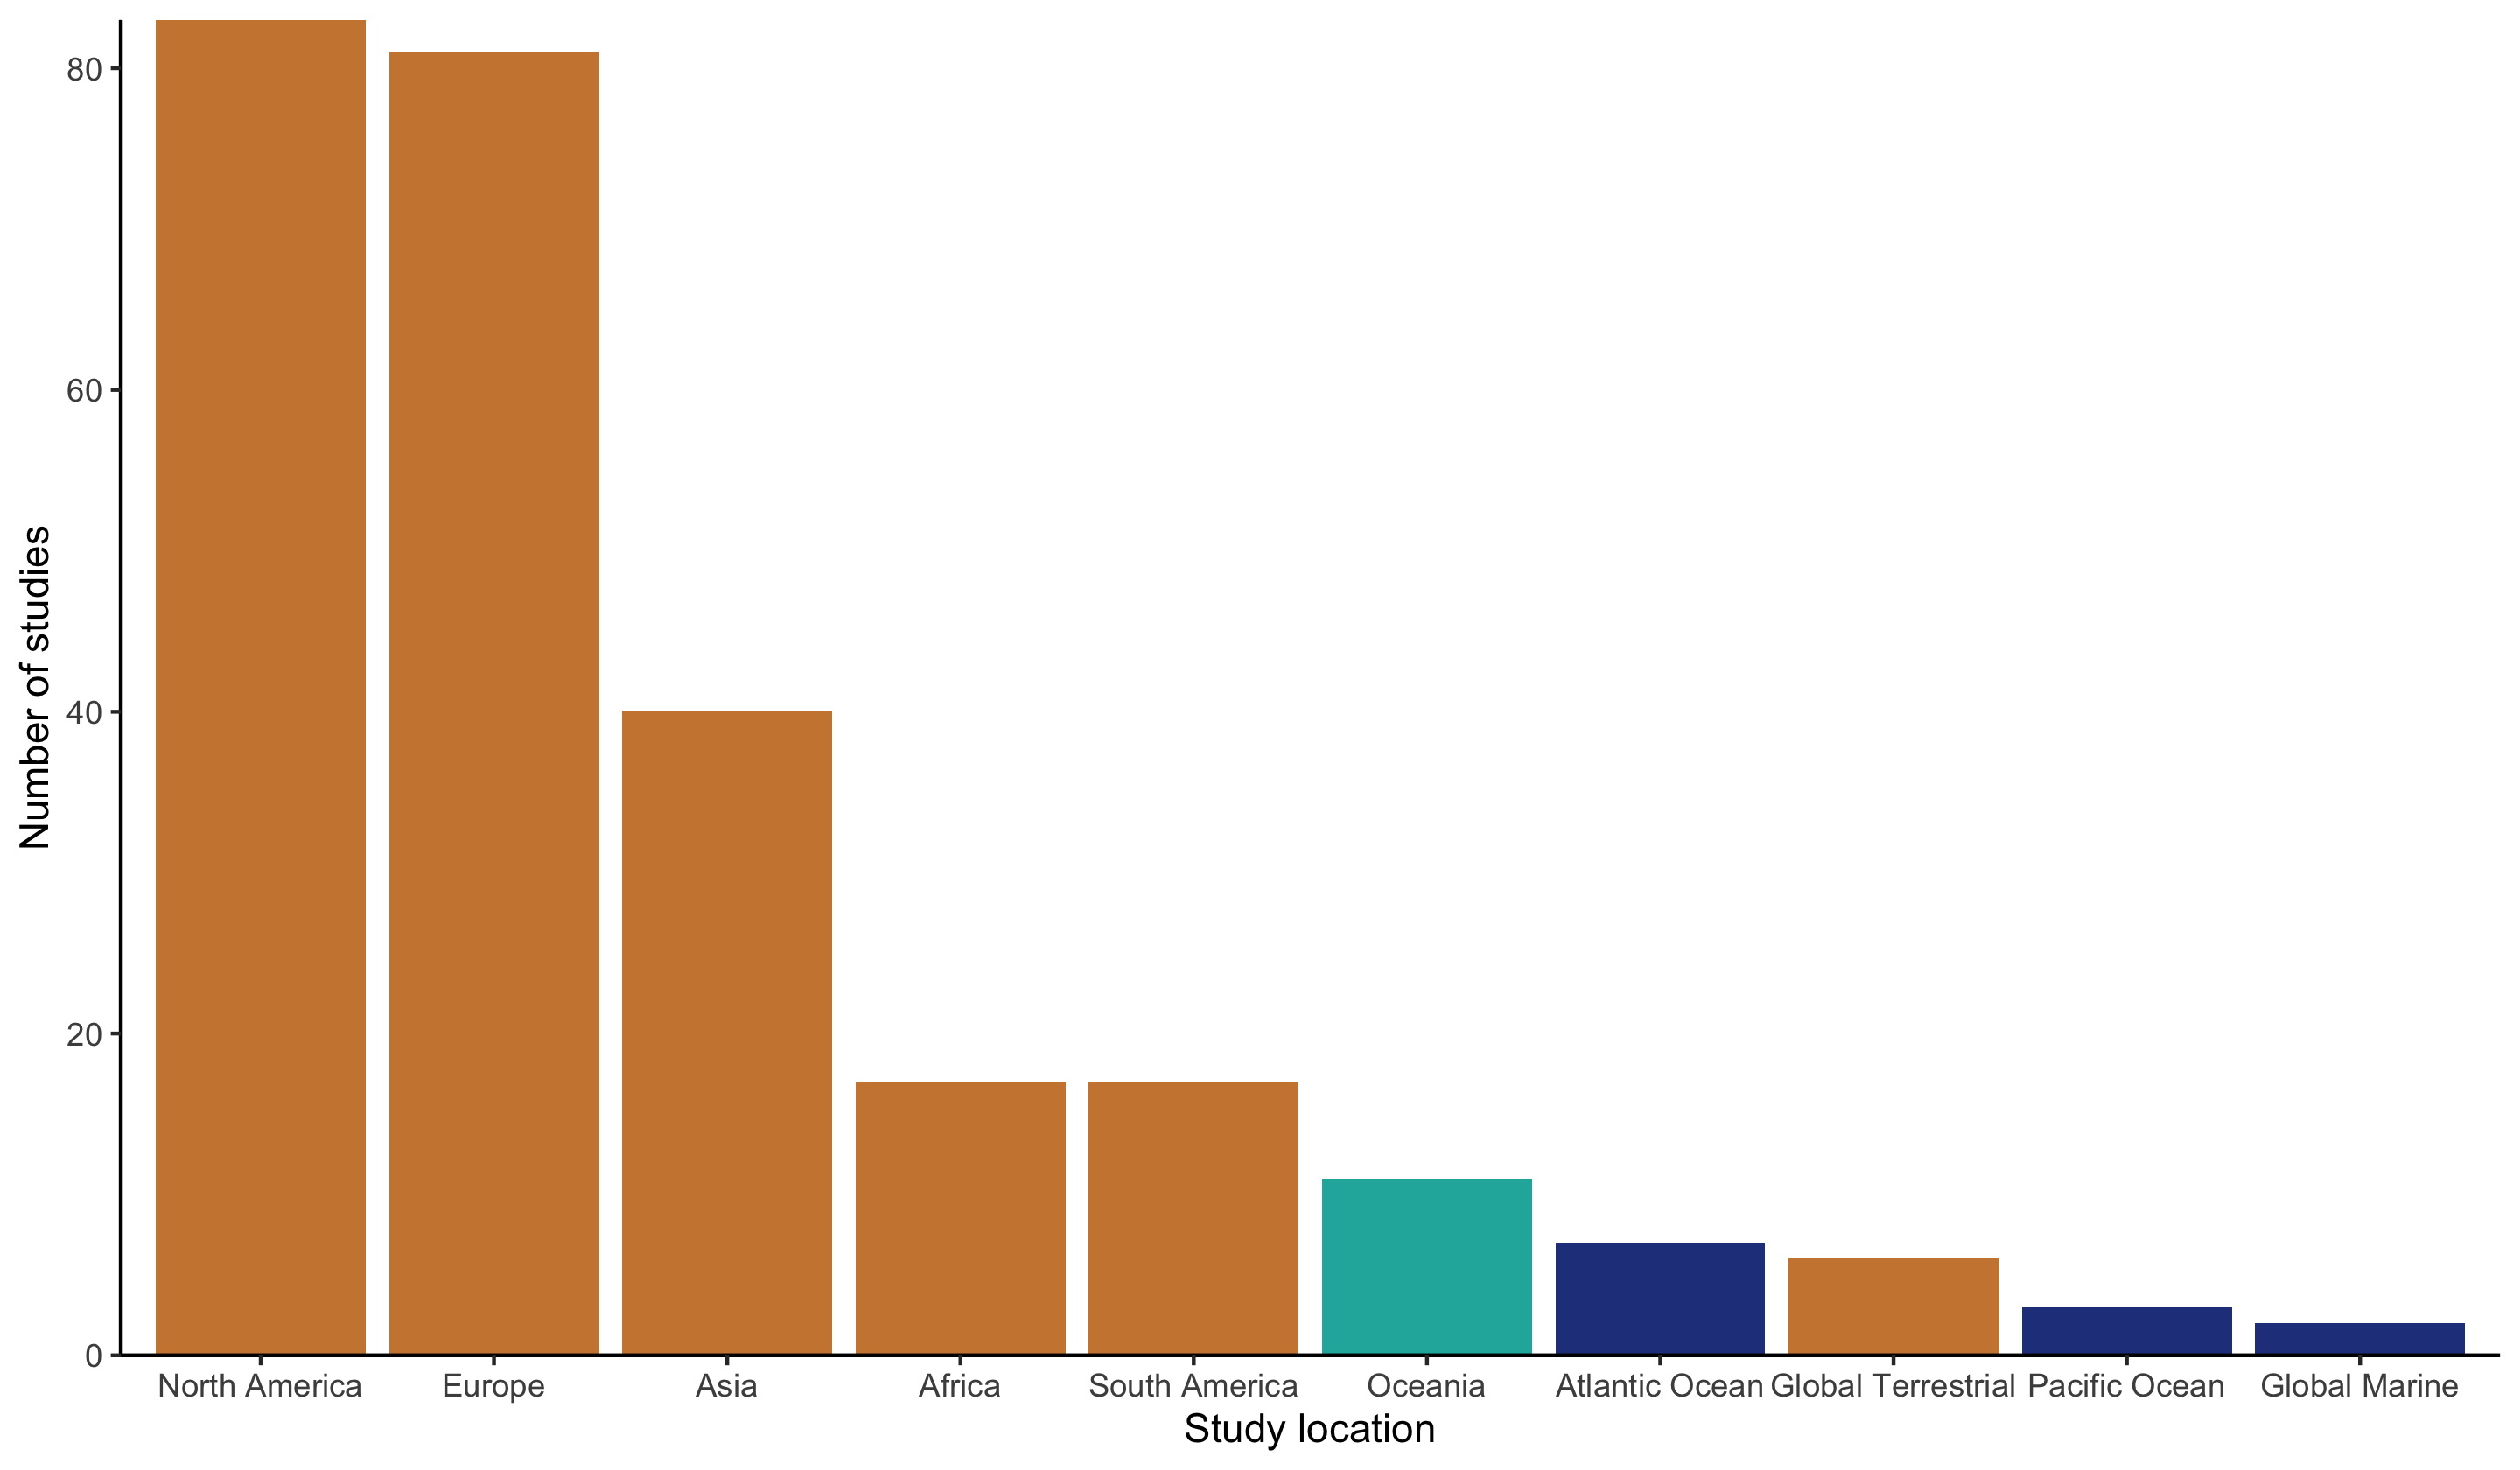 Number of studies
80
60
40
20
0
North America Europe Asia Africa South America Oceania Atlantic Ocean Global Terrestrial Pacific Ocean Global Marine
Study location